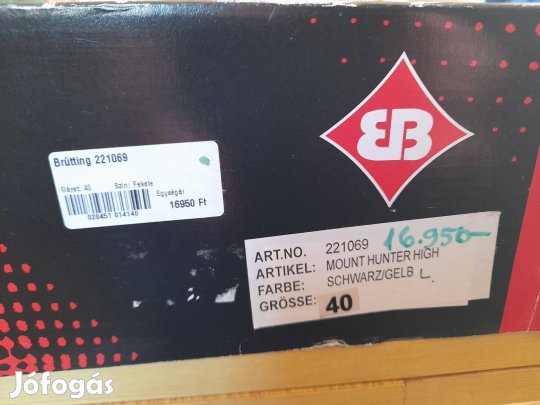 Brütting 221069
Méret: 40 Szín: Fekete
Egységár
16950 Ft
020451 014140
EB
ART.NO. 221069 16.950-
ARTIKEL: MOUNT HUNTER HIGH
FARBE: SCHWARZ/GELB L.
GRÖSSE: 40
Jófogás